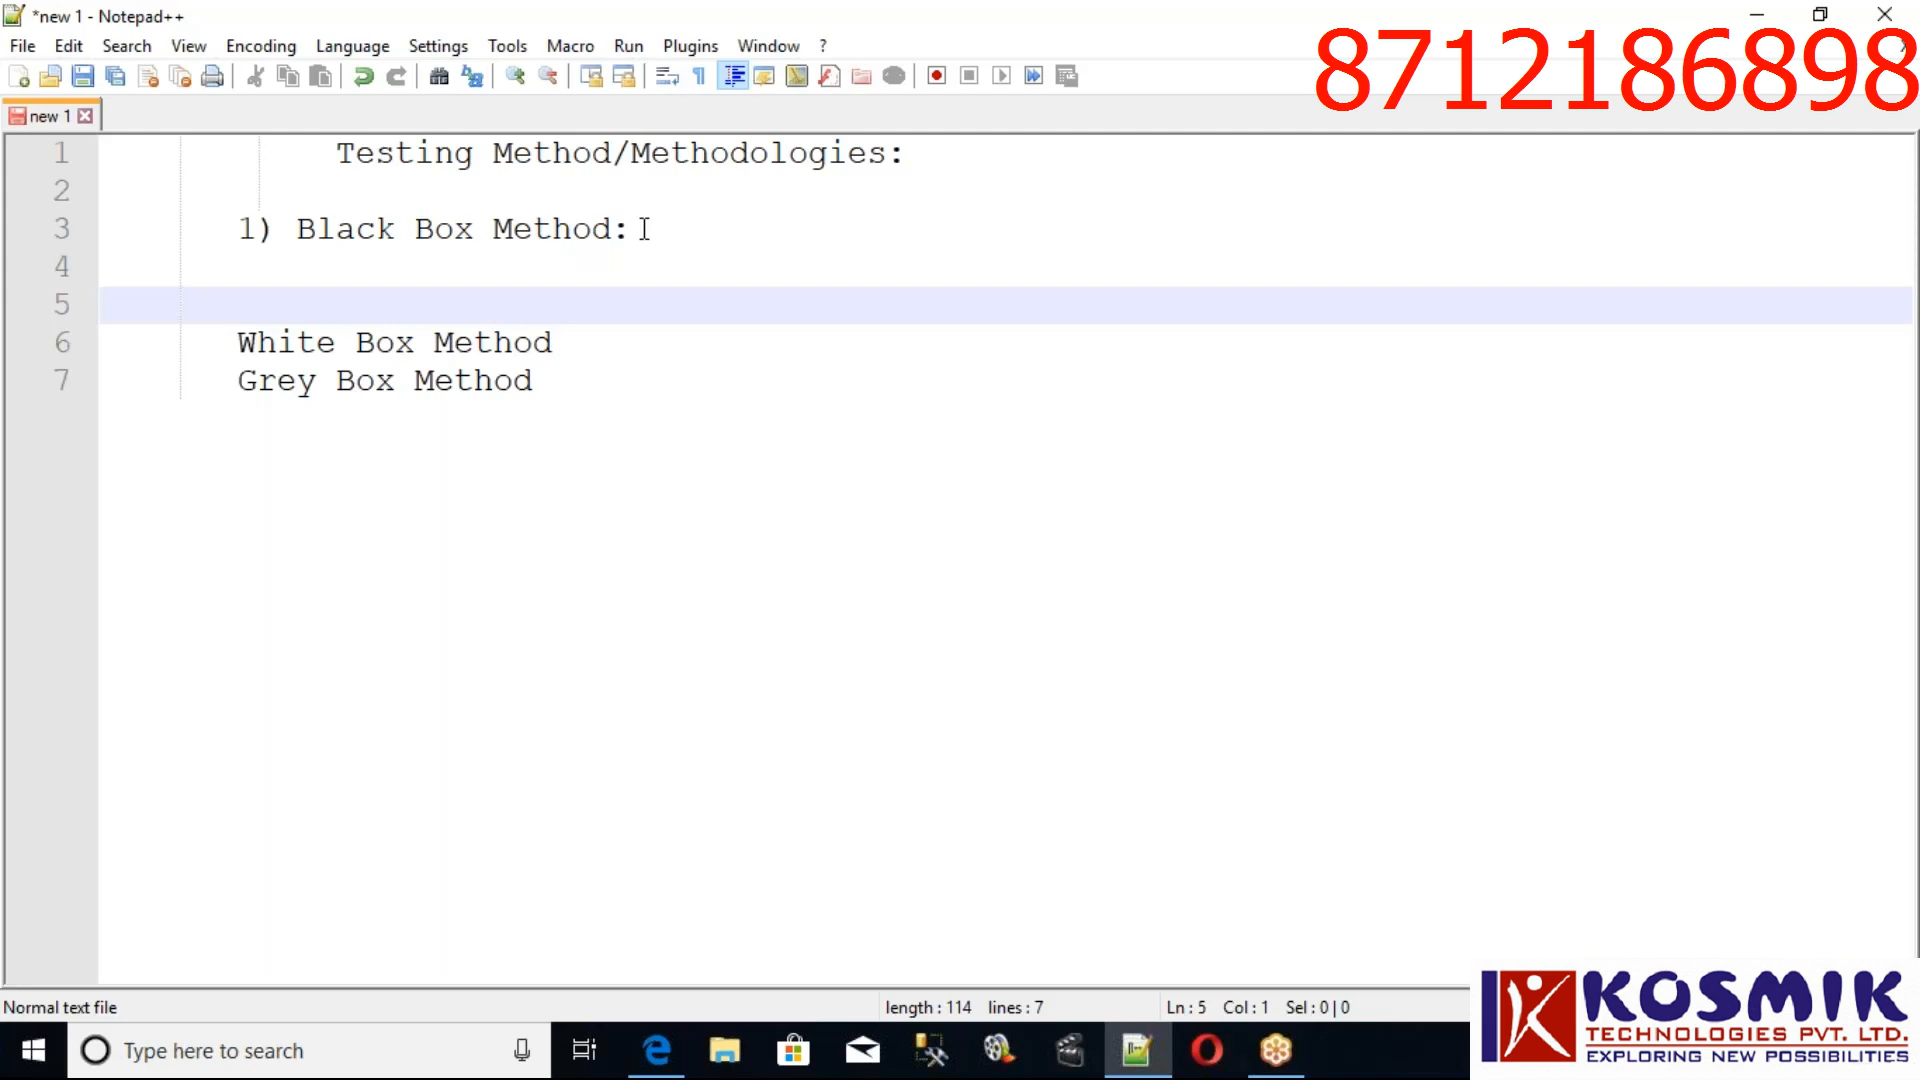 *new 1 - Notepad++
File Edit Search View Encoding Language Settings Tools Macro Run Plugins Window ?
8712186898
new 1
1 Testing Method/Methodologies:
2
3 1) Black Box Method:
4
5
6 White Box Method
7 Grey Box Method
Normal text file length : 114 lines : 7 Ln : 5 Col : 1 Sel : 0 | 0
Type here to search
KOSMIK
TECHNOLOGIES PVT. LTD.
EXPLORING NEW POSSIBILITIES